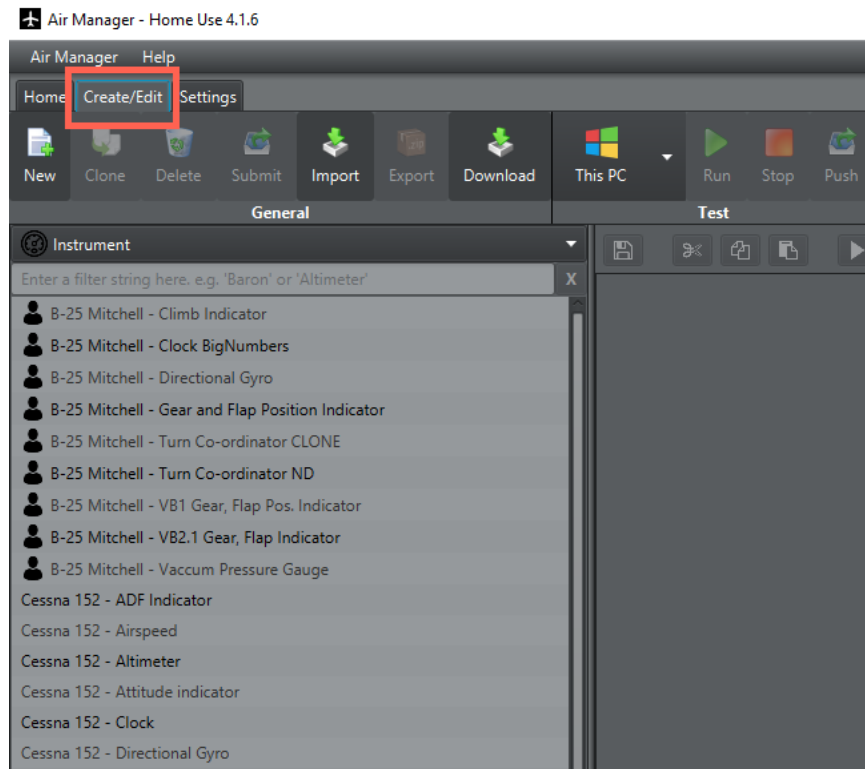 Air Manager - Home Use 4.1.6
Air Manager Help
Home Create/Edit Settings
New Clone Delete Submit Import Export Download This PC Run Stop Push
General Test
Instrument
Enter a filter string here. e.g. 'Baron' or 'Altimeter' X
B-25 Mitchell - Climb Indicator
B-25 Mitchell - Clock BigNumbers
B-25 Mitchell - Directional Gyro
B-25 Mitchell - Gear and Flap Position Indicator
B-25 Mitchell - Turn Co-ordinator CLONE
B-25 Mitchell - Turn Co-ordinator ND
B-25 Mitchell - VB1 Gear, Flap Pos. Indicator
B-25 Mitchell - VB2.1 Gear, Flap Indicator
B-25 Mitchell - Vaccum Pressure Gauge
Cessna 152 - ADF Indicator
Cessna 152 - Airspeed
Cessna 152 - Altimeter
Cessna 152 - Attitude indicator
Cessna 152 - Clock
Cessna 152 - Directional Gyro